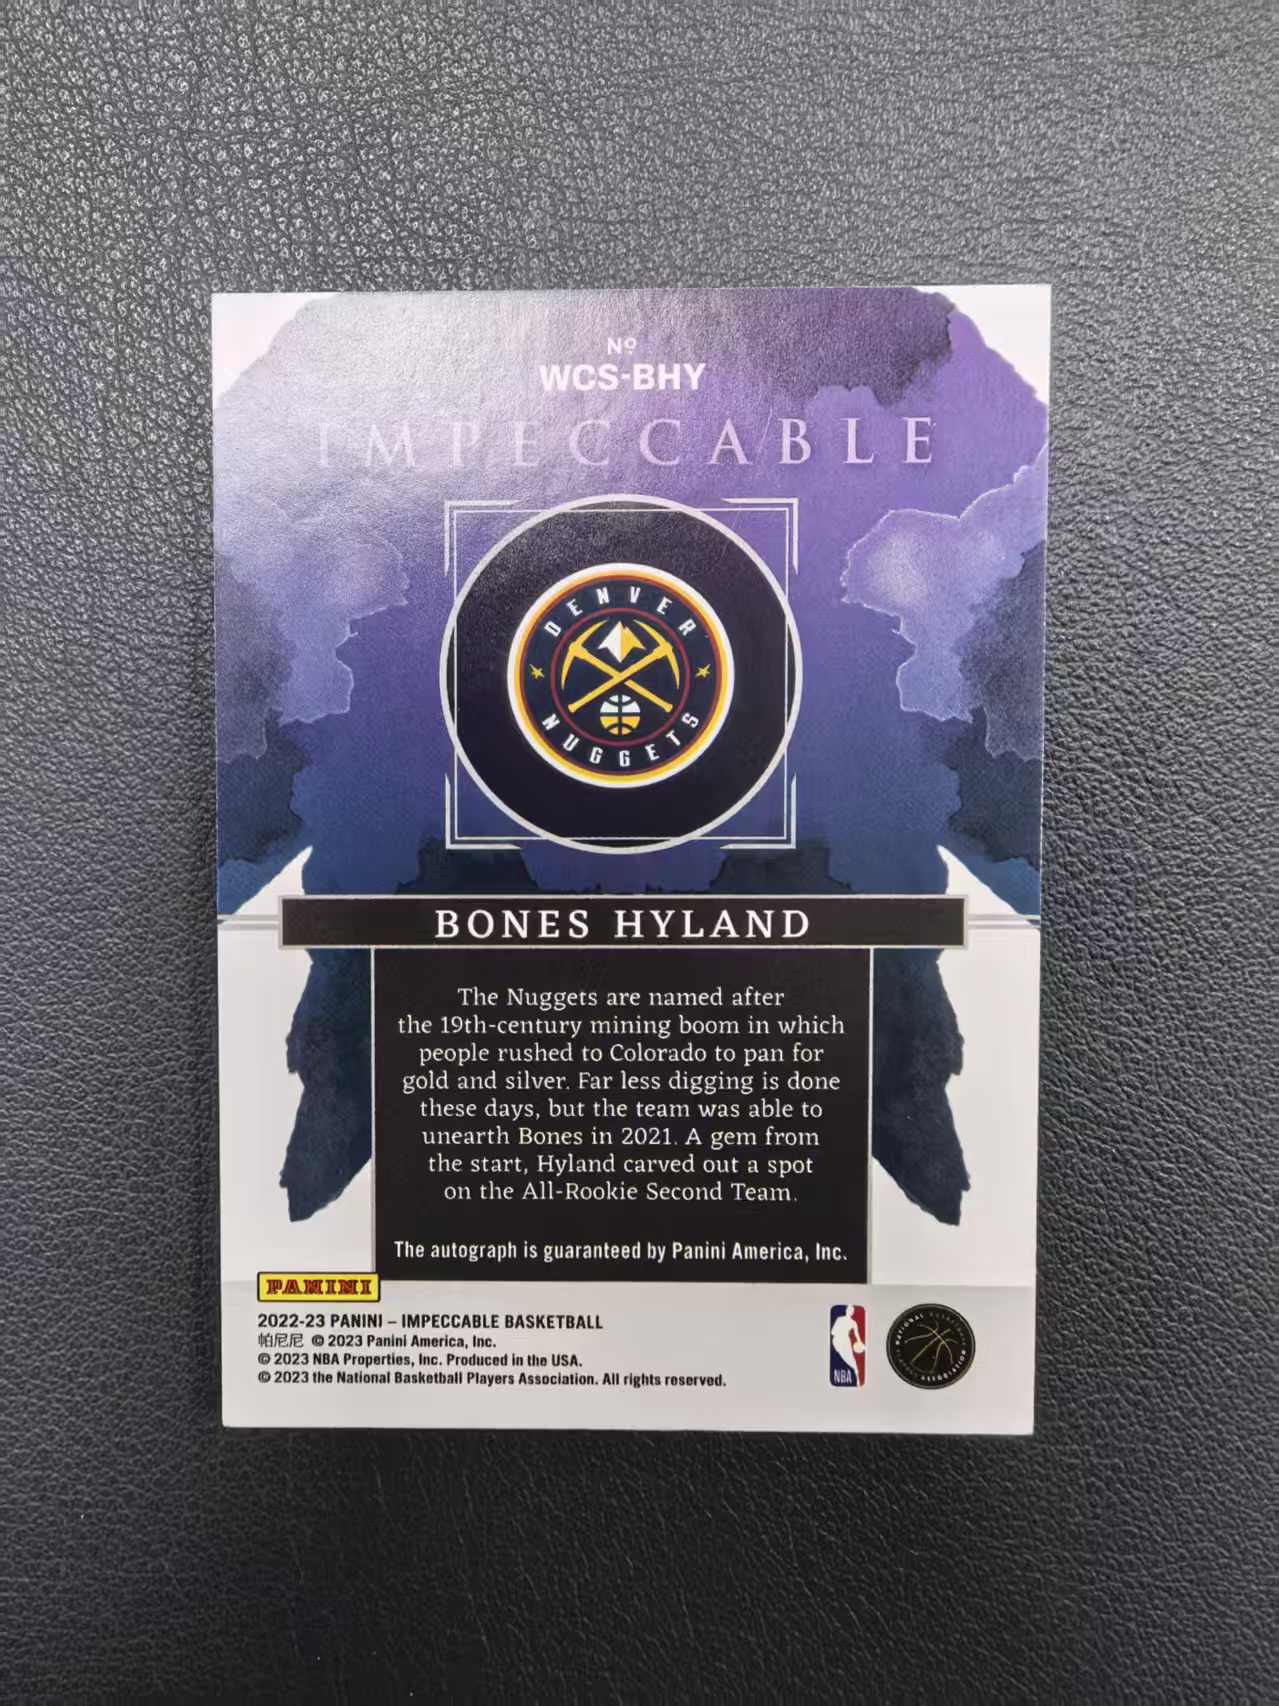 Nº
WCS-BHY
IMPECCABLE
DENVER
NUGGETS
BONES HYLAND
The Nuggets are named after
the 19th-century mining boom in which
people rushed to Colorado to pan for
gold and silver. Far less digging is done
these days, but the team was able to
unearth Bones in 2021. A gem from
the start, Hyland carved out a spot
on the All-Rookie Second Team.
The autograph is guaranteed by Panini America, Inc.
PANINI
2022-23 PANINI – IMPECCABLE BASKETBALL
帕尼尼 © 2023 Panini America, Inc.
© 2023 NBA Properties, Inc. Produced in the USA.
© 2023 the National Basketball Players Association. All rights reserved.
NBA
NATIONAL
ASSOCIATION